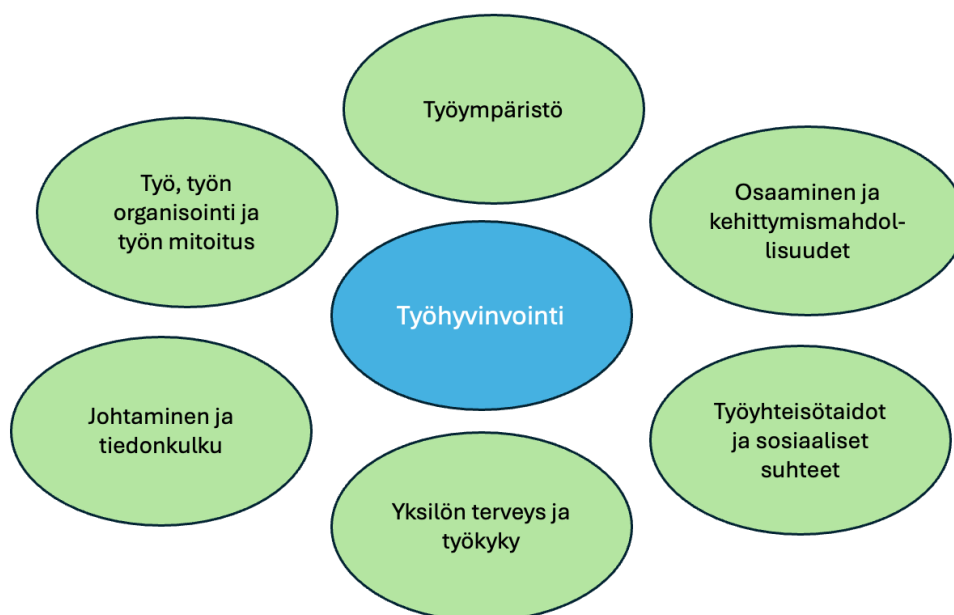 Työympäristö
Työ, työn
organisointi ja
työn mitoitus
Osaaminen ja
kehittymismahdol-
lisuudet
Työhyvinvointi
Johtaminen ja
tiedonkulku
Työyhteisötaidot
ja sosiaaliset
suhteet
Yksilön terveys ja
työkyky